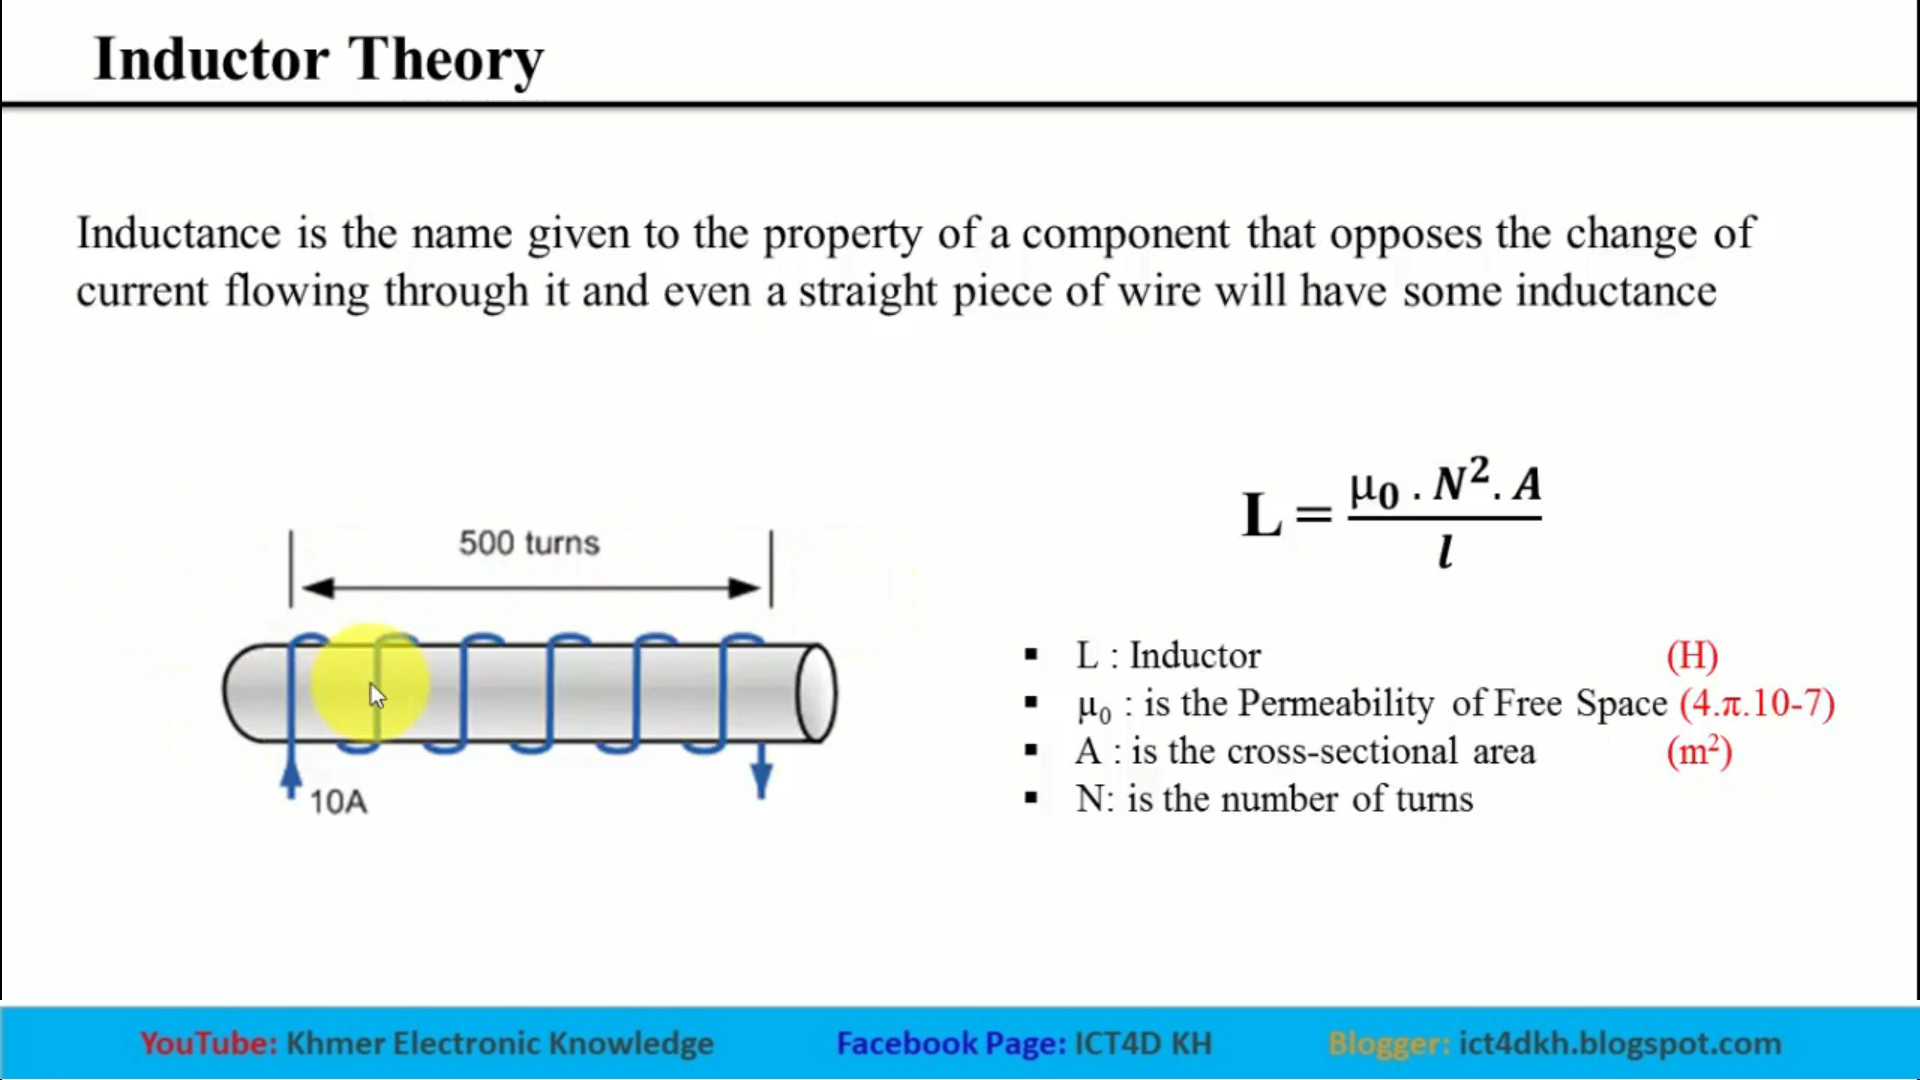 Inductor Theory
Inductance is the name given to the property of a component that opposes the change of
current flowing through it and even a straight piece of wire will have some inductance
500 turns
10A
L = μ₀ . N². A / l
▪ L : Inductor (H)
▪ μ₀ : is the Permeability of Free Space (4.π.10-7)
▪ A : is the cross-sectional area (m²)
▪ N: is the number of turns
YouTube: Khmer Electronic Knowledge Facebook Page: ICT4D KH Blogger: ict4dkh.blogspot.com